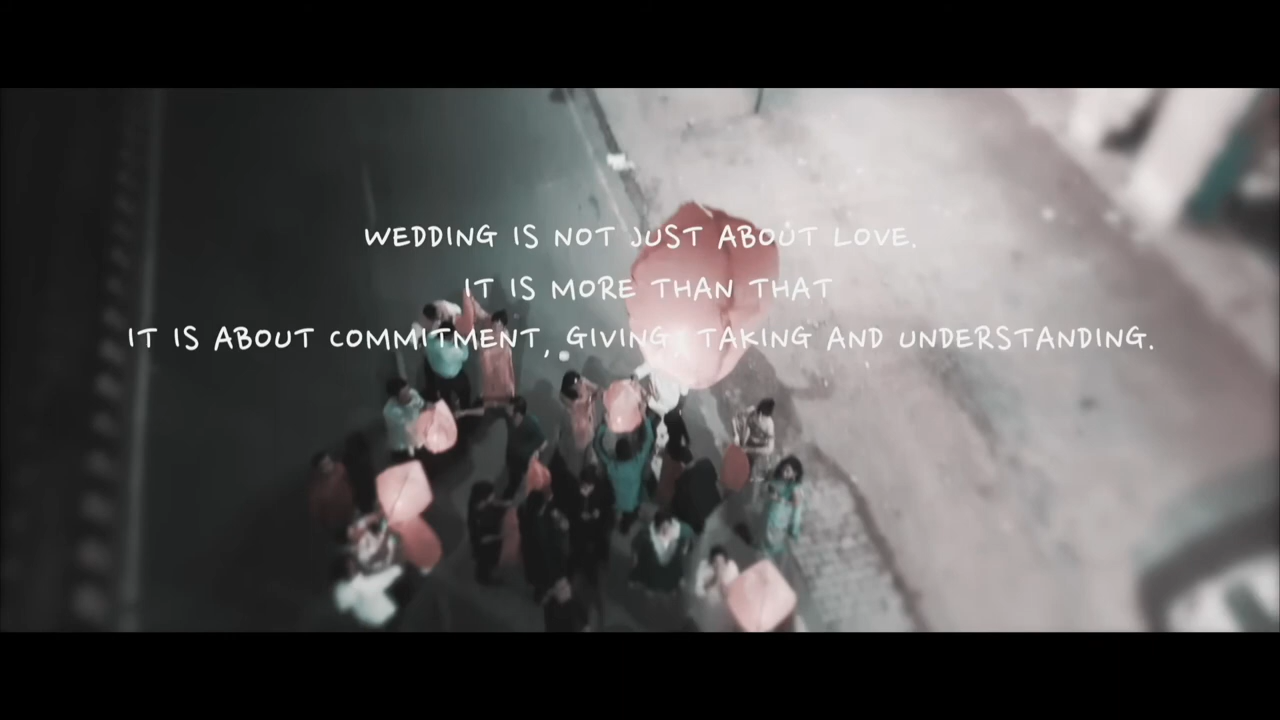 WEDDING IS NOT JUST ABOUT LOVE.
IT IS MORE THAN THAT
IT IS ABOUT COMMITMENT, GIVING, TAKING AND UNDERSTANDING.